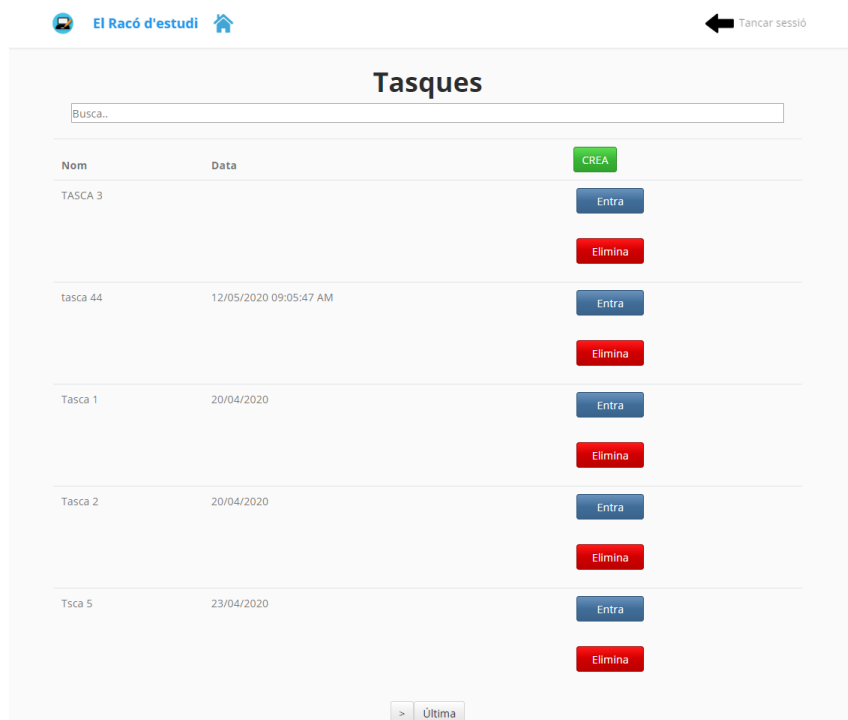 El Racó d'estudi Tancar sessió
Tasques
Busca..
Nom Data CREA
TASCA 3 Entra
Elimina
tasca 44 12/05/2020 09:05:47 AM Entra
Elimina
Tasca 1 20/04/2020 Entra
Elimina
Tasca 2 20/04/2020 Entra
Elimina
Tsca 5 23/04/2020 Entra
Elimina
> Última